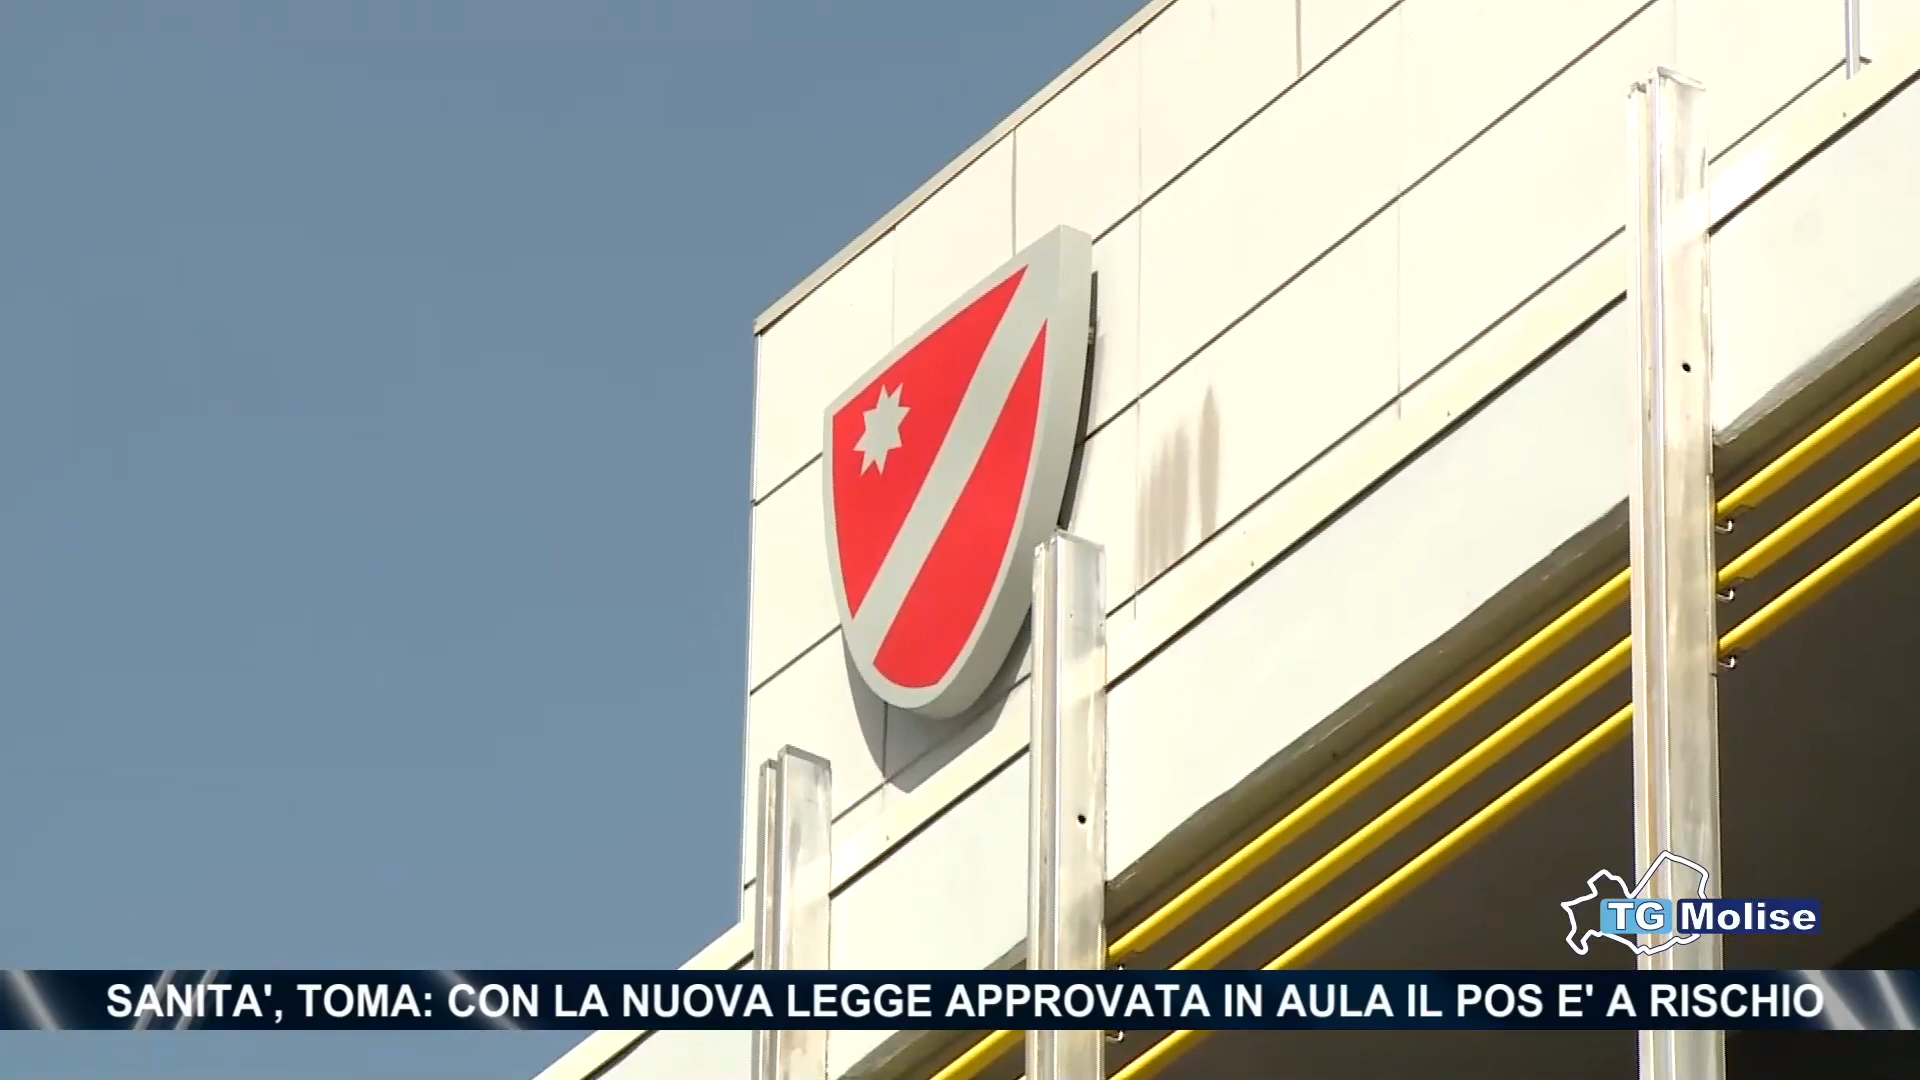 TG Molise
SANITA', TOMA: CON LA NUOVA LEGGE APPROVATA IN AULA IL POS E' A RISCHIO